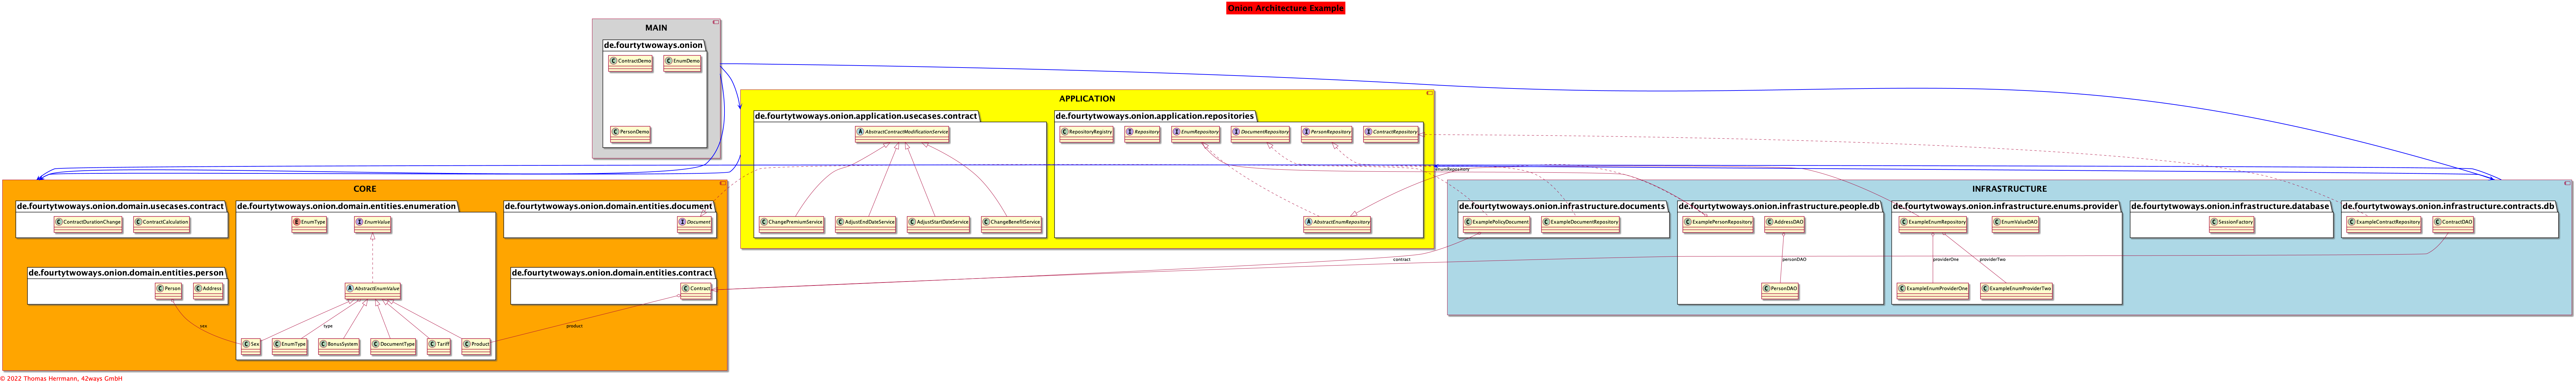 Onion Architecture Example
MAIN
de.fourtytwoways.onion
C ContractDemo
C EnumDemo
C PersonDemo
APPLICATION
de.fourtytwoways.onion.application.usecases.contract
A AbstractContractModificationService
C ChangePremiumService
C AdjustEndDateService
C AdjustStartDateService
C ChangeBenefitService
de.fourtytwoways.onion.application.repositories
C RepositoryRegistry
I Repository
I EnumRepository
I DocumentRepository
I PersonRepository
I ContractRepository
A AbstractEnumRepository
enumRepository
CORE
de.fourtytwoways.onion.domain.usecases.contract
C ContractDurationChange
C ContractCalculation
de.fourtytwoways.onion.domain.entities.enumeration
E EnumType
I EnumValue
A AbstractEnumValue
type
C Sex
C EnumType
C BonusSystem
C DocumentType
C Tariff
C Product
de.fourtytwoways.onion.domain.entities.document
I Document
de.fourtytwoways.onion.domain.entities.person
C Person
C Address
sex
de.fourtytwoways.onion.domain.entities.contract
C Contract
product
contract
INFRASTRUCTURE
de.fourtytwoways.onion.infrastructure.documents
C ExamplePolicyDocument
C ExampleDocumentRepository
de.fourtytwoways.onion.infrastructure.people.db
C ExamplePersonRepository
C AddressDAO
personDAO
C PersonDAO
de.fourtytwoways.onion.infrastructure.enums.provider
C ExampleEnumRepository
C EnumValueDAO
providerOne
providerTwo
C ExampleEnumProviderOne
C ExampleEnumProviderTwo
de.fourtytwoways.onion.infrastructure.database
C SessionFactory
de.fourtytwoways.onion.infrastructure.contracts.db
C ExampleContractRepository
C ContractDAO
© 2022 Thomas Herrmann, 42ways GmbH